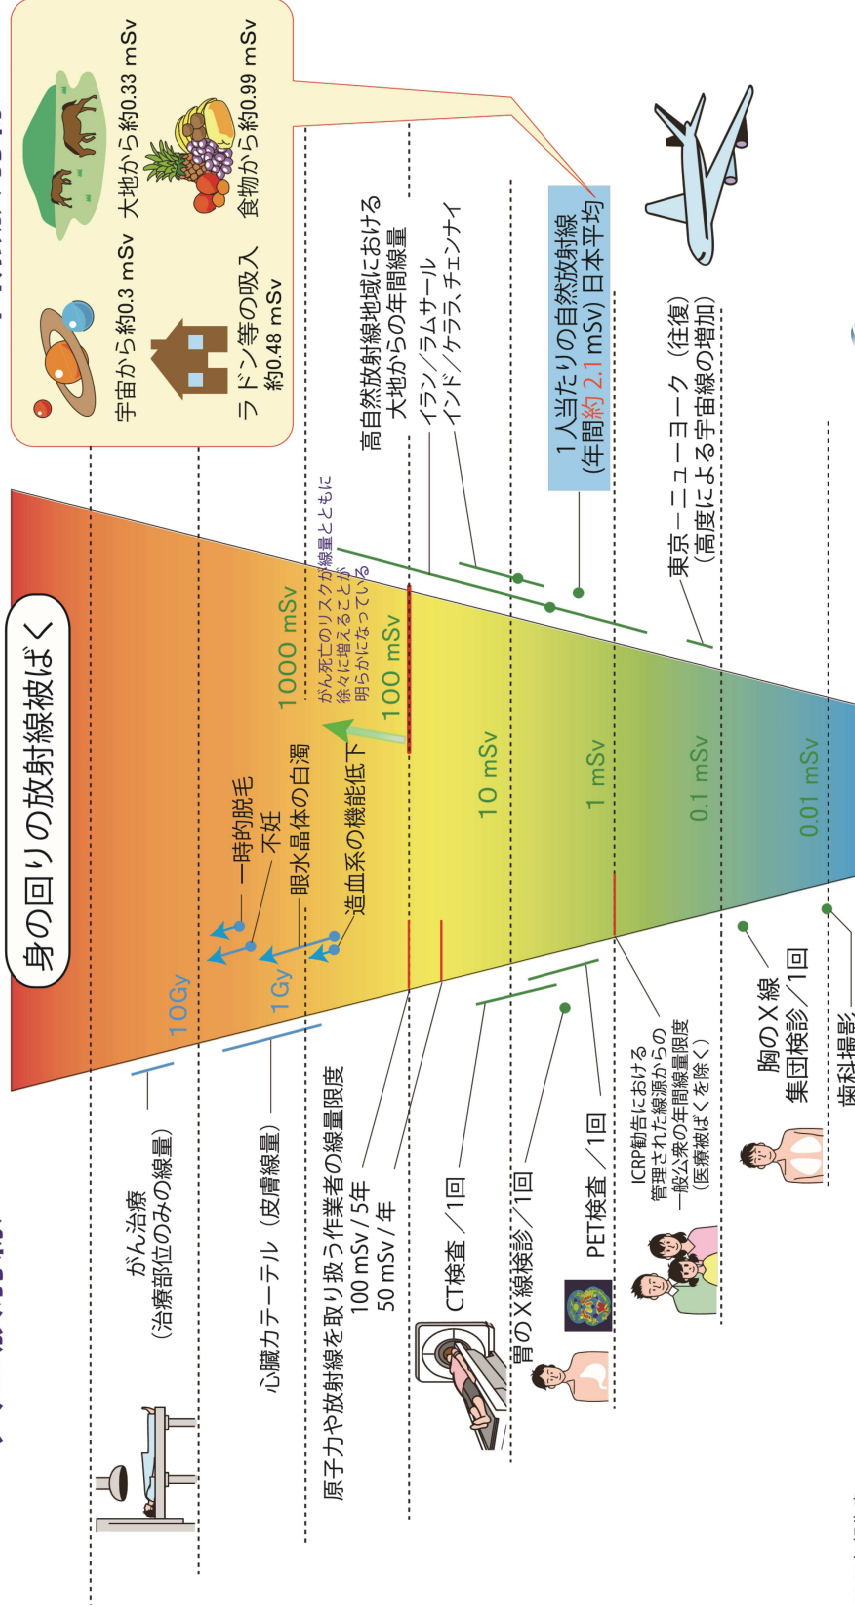 身の回りの放射線被ばく
宇宙から約0.3 mSv
大地から約0.33 mSv
ラドン等の吸入
約0.48 mSv
食物から約0.99 mSv
がん治療
（治療部位のみの線量）
心臓カテーテル（皮膚線量）
原子力や放射線を取り扱う作業者の線量限度
100 mSv / 5年
50 mSv / 年
CT検査 ／1回
胃のX線検診／1回
PET検査 ／1回
ICRP勧告における
管理された線源からの
一般公衆の年間線量限度
（医療被ばくを除く）
胸のX線
集団検診／1回
歯科撮影
10Gy
1Gy
一時的脱毛
不妊
眼水晶体の白濁
造血系の機能低下
1000 mSv
がん死亡のリスクが線量とともに
徐々に増えることが
明らかになっている
100 mSv
10 mSv
1 mSv
0.1 mSv
0.01 mSv
高自然放射線地域における
大地からの年間線量
イラン／ラムサール
インド／ケララ、チェンナイ
1人当たりの自然放射線
（年間約 2.1 mSv）日本平均
東京－ニューヨーク（往復）
（高度による宇宙線の増加）